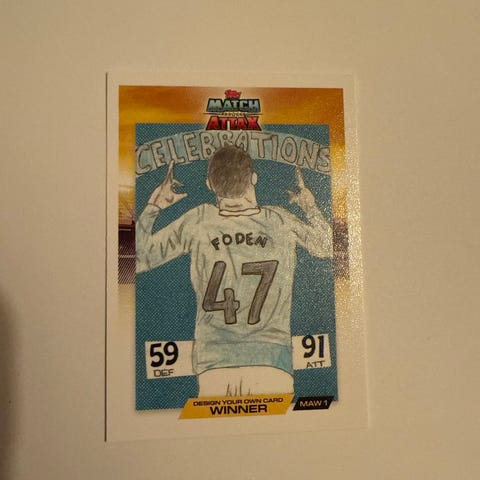 Topps
MATCH
ATTAX
CELEBRATIONS
FODEN
47
59
DEF
91
ATT
DESIGN YOUR OWN CARD
WINNER
MAW 1